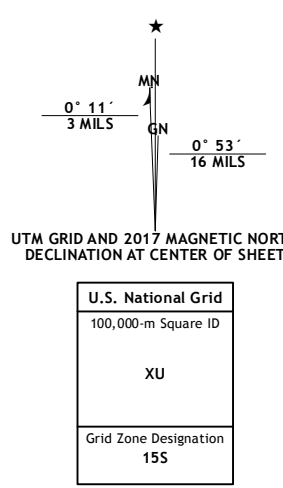 ★
MN
0° 11´
3 MILS
GN
0° 53´
16 MILS
UTM GRID AND 2017 MAGNETIC NORT
DECLINATION AT CENTER OF SHEET
U.S. National Grid
100,000-m Square ID
XU
Grid Zone Designation
15S